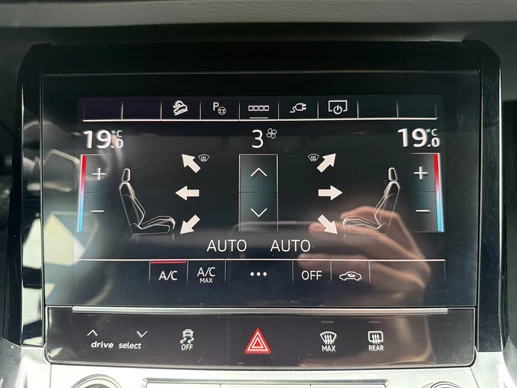 P
19.0 °C 3 19.0 °C
+ +
− −
AUTO AUTO
A/C A/C MAX ••• OFF
drive select OFF MAX REAR